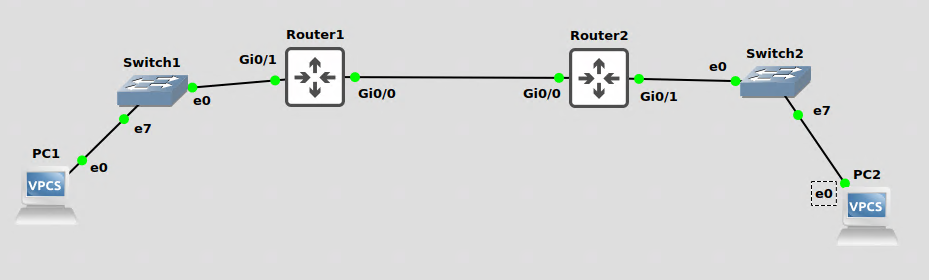 Router1
Router2
Switch2
Gi0/1
Switch1
e0
e0
Gi0/0
Gi0/0
Gi0/1
e7
e7
PC1
e0
PC2
VPCS
e0
VPCS